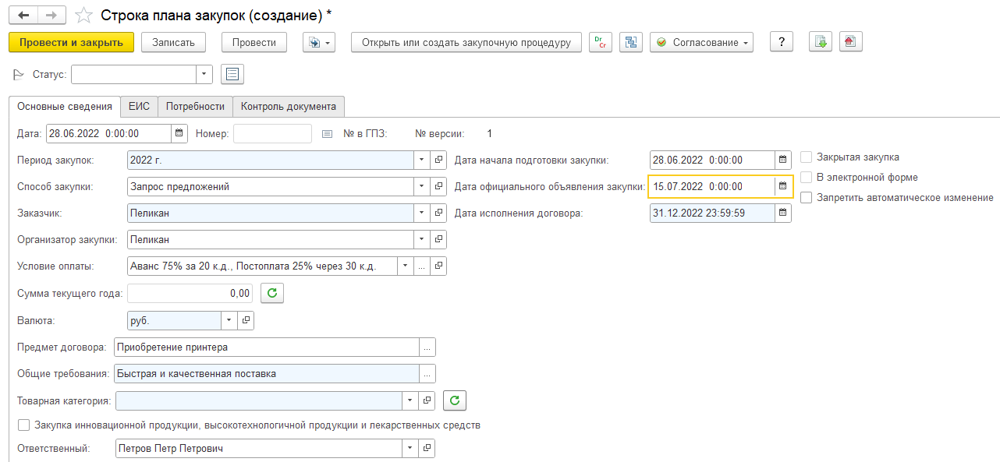 Строка плана закупок (создание) *
Провести и закрыть Записать Провести Открыть или создать закупочную процедуру Dr Cr Согласование ?
Статус:
Основные сведения ЕИС Потребности Контроль документа
Дата: 28.06.2022 0:00:00 Номер: № в ГПЗ: № версии: 1
Период закупок: 2022 г. Дата начала подготовки закупки: 28.06.2022 0:00:00 Закрытая закупка
Способ закупки: Запрос предложений Дата официального объявления закупки: 15.07.2022 0:00:00 В электронной форме
Заказчик: Пеликан Дата исполнения договора: 31.12.2022 23:59:59 Запретить автоматическое изменение
Организатор закупки: Пеликан
Условие оплаты: Аванс 75% за 20 к.д., Постоплата 25% через 30 к.д. ...
Сумма текущего года: 0,00
Валюта: руб.
Предмет договора: Приобретение принтера ...
Общие требования: Быстрая и качественная поставка ...
Товарная категория:
Закупка инновационной продукции, высокотехнологичной продукции и лекарственных средств
Ответственный: Петров Петр Петрович